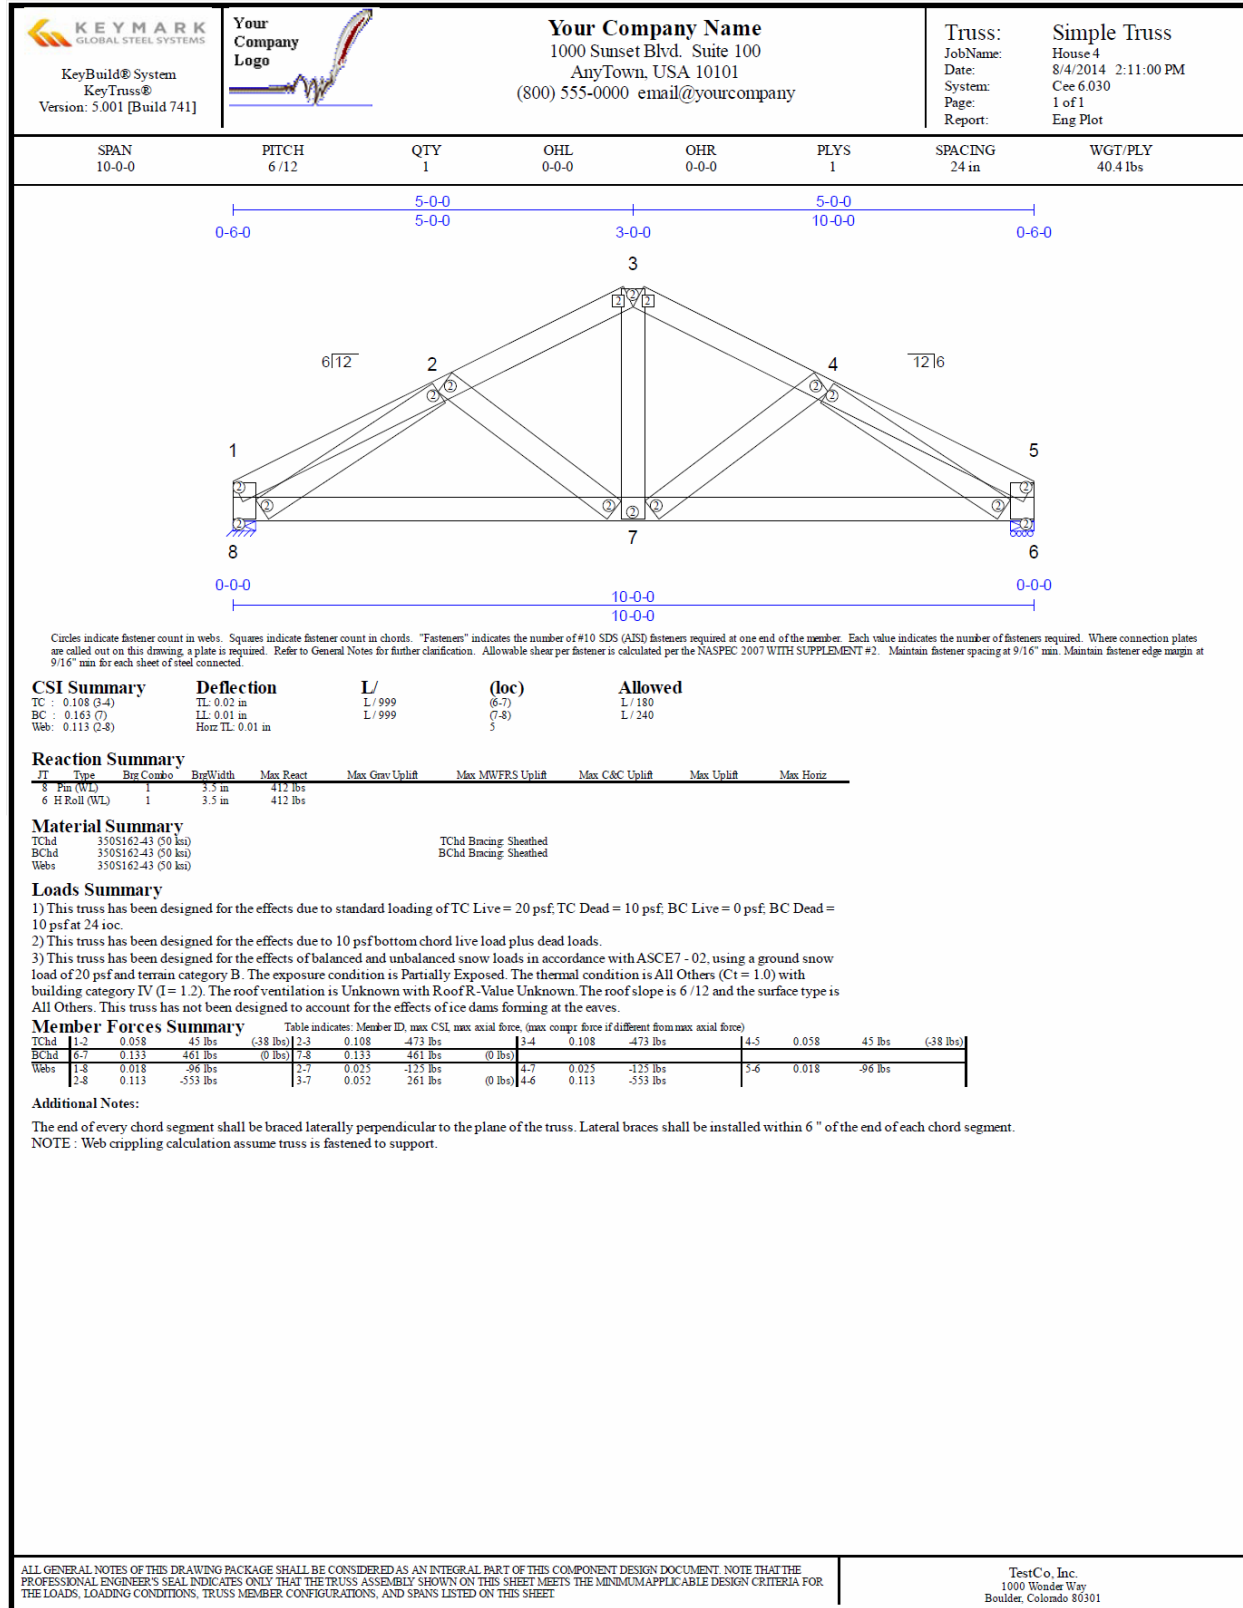 KEYMARK
GLOBAL STEEL SYSTEMS
KeyBuild® System
KeyTruss®
Version: 5.001 [Build 741]
Your
Company
Logo
Your Company Name
1000 Sunset Blvd. Suite 100
AnyTown, USA 10101
(800) 555-0000 email@yourcompany
Truss: Simple Truss
JobName: House 4
Date: 8/4/2014 2:11:00 PM
System: Cee 6.030
Page: 1 of 1
Report: Eng Plot
SPAN PITCH QTY OHL OHR PLYS SPACING WGT/PLY
10-0-0 6 /12 1 0-0-0 0-0-0 1 24 in 40.4 lbs
5-0-0 5-0-0
5-0-0 10-0-0
0-6-0 3-0-0 0-6-0
3
2 2 2
6 12 2 4 12 6
2 2 2 2
1 5
2 2
2 2 2 2 2
2 2
8 7 6
0-0-0 0-0-0
10-0-0
10-0-0
Circles indicate fastener count in webs. Squares indicate fastener count in chords. "Fasteners" indicates the number of #10 SDS (AISI) fasteners required at one end of the member. Each value indicates the number of fasteners required. Where connection plates
are called out on this drawing, a plate is required. Refer to General Notes for further clarification. Allowable shear per fastener is calculated per the NASPEC 2007 WITH SUPPLEMENT #2. Maintain fastener spacing at 9/16" min. Maintain fastener edge margin at
9/16" min for each sheet of steel connected.
CSI Summary Deflection L/ (loc) Allowed
TC : 0.108 (3-4) TL: 0.02 in L / 999 (6-7) L / 180
BC : 0.163 (7) LL: 0.01 in L / 999 (7-8) L / 240
Web: 0.113 (2-8) Horz TL: 0.01 in 5
Reaction Summary
JT Type Brg Combo BrgWidth Max React Max Grav Uplift Max MWFRS Uplift Max C&C Uplift Max Uplift Max Horiz
8 Pin (WL) 1 3.5 in 412 lbs
6 H Roll (WL) 1 3.5 in 412 lbs
Material Summary
TChd 350S162-43 (50 ksi) TChd Bracing: Sheathed
BChd 350S162-43 (50 ksi) BChd Bracing: Sheathed
Webs 350S162-43 (50 ksi)
Loads Summary
1) This truss has been designed for the effects due to standard loading of TC Live = 20 psf; TC Dead = 10 psf; BC Live = 0 psf; BC Dead =
10 psf at 24 ioc.
2) This truss has been designed for the effects due to 10 psf bottom chord live load plus dead loads.
3) This truss has been designed for the effects of balanced and unbalanced snow loads in accordance with ASCE7 - 02, using a ground snow
load of 20 psf and terrain category B. The exposure condition is Partially Exposed. The thermal condition is All Others (Ct = 1.0) with
building category IV (I = 1.2). The roof ventilation is Unknown with Roof R-Value Unknown. The roof slope is 6 /12 and the surface type is
All Others. This truss has not been designed to account for the effects of ice dams forming at the eaves.
Member Forces Summary Table indicates: Member ID, max CSI, max axial force, (max compr. force if different from max axial force)
TChd 1-2 0.058 45 lbs (-38 lbs) 2-3 0.108 -473 lbs 3-4 0.108 -473 lbs 4-5 0.058 45 lbs (-38 lbs)
BChd 6-7 0.133 461 lbs (0 lbs) 7-8 0.133 461 lbs (0 lbs)
Webs 1-8 0.018 -96 lbs 2-7 0.025 -125 lbs 4-7 0.025 -125 lbs 5-6 0.018 -96 lbs
2-8 0.113 -553 lbs 3-7 0.052 261 lbs (0 lbs) 4-6 0.113 -553 lbs
Additional Notes:
The end of every chord segment shall be braced laterally perpendicular to the plane of the truss. Lateral braces shall be installed within 6 " of the end of each chord segment.
NOTE : Web crippling calculation assume truss is fastened to support.
ALL GENERAL NOTES OF THIS DRAWING PACKAGE SHALL BE CONSIDERED AS AN INTEGRAL PART OF THIS COMPONENT DESIGN DOCUMENT. NOTE THAT THE
PROFESSIONAL ENGINEER'S SEAL INDICATES ONLY THAT THE TRUSS ASSEMBLY SHOWN ON THIS SHEET MEETS THE MINIMUM APPLICABLE DESIGN CRITERIA FOR
THE LOADS, LOADING CONDITIONS, TRUSS MEMBER CONFIGURATIONS, AND SPANS LISTED ON THIS SHEET
TestCo, Inc.
1000 Wonder Way
Boulder, Colorado 80301